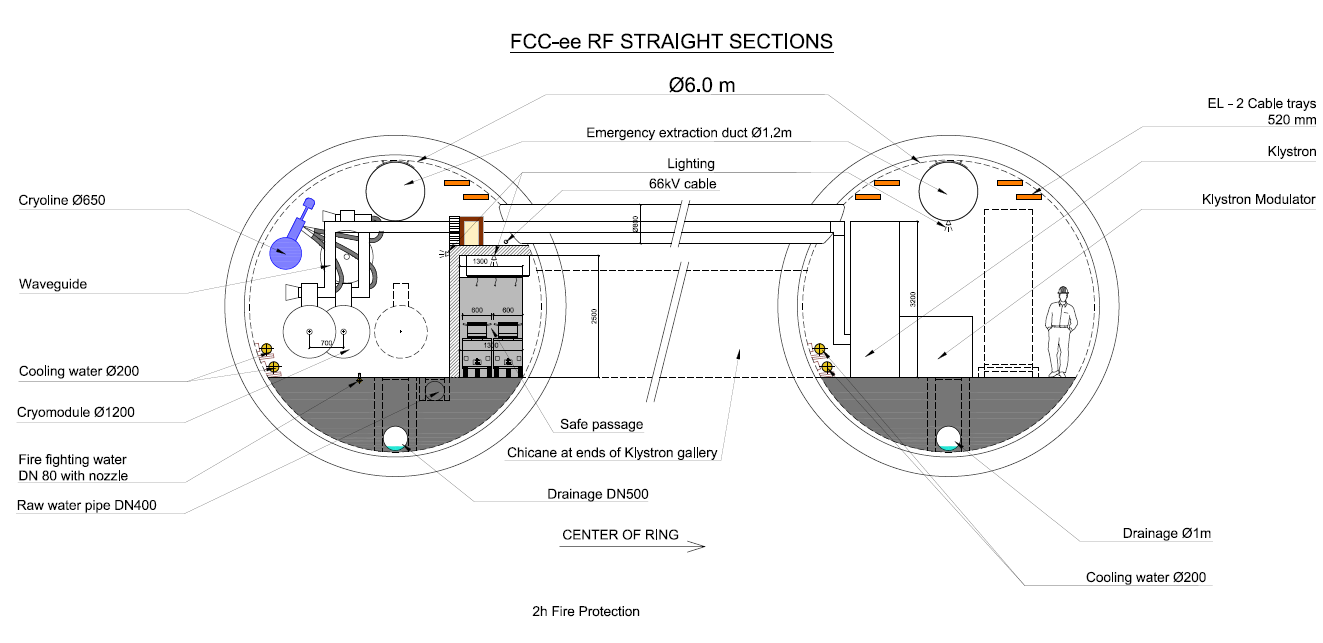 FCC-ee RF STRAIGHT SECTIONS
Ø6.0 m
EL - 2 Cable trays
520 mm
Emergency extraction duct Ø1,2m
Klystron
Lighting
66kV cable
Klystron Modulator
Cryoline Ø650
1300
2500
3200
Waveguide
600
600
700
1300
Cooling water Ø200
Cryomodule Ø1200
Safe passage
Chicane at ends of Klystron gallery
Fire fighting water
DN 80 with nozzle
Raw water pipe DN400
Drainage DN500
CENTER OF RING
Drainage Ø1m
Cooling water Ø200
2h Fire Protection